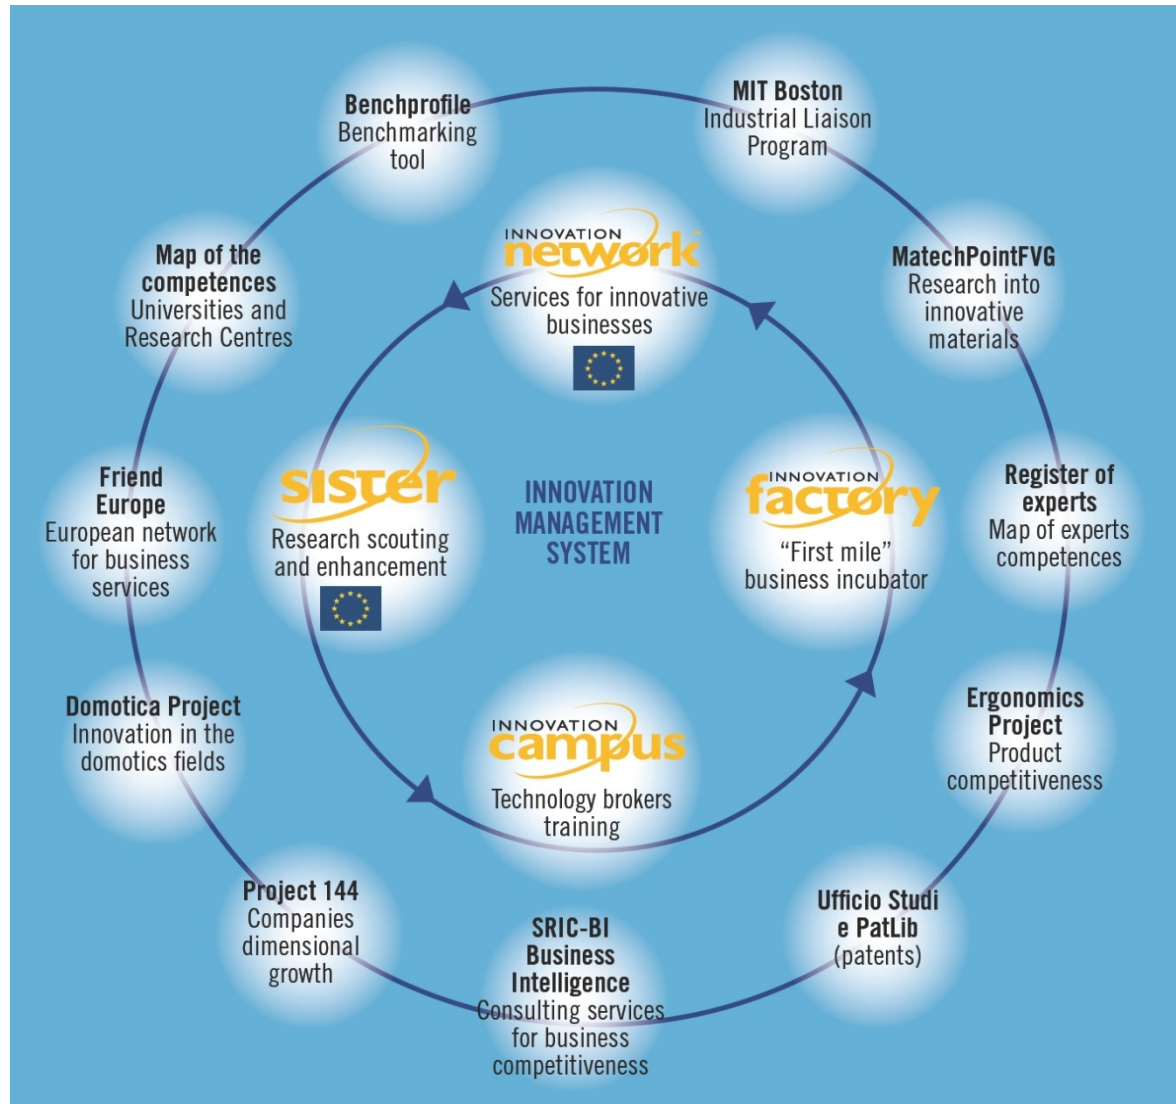 Benchprofile
Benchmarking
tool
MIT Boston
Industrial Liaison
Program
Map of the
competences
Universities and
Research Centres
INNOVATION
network
Services for innovative
businesses
MatechPointFVG
Research into
innovative
materials
Friend
Europe
European network
for business
services
sister
Research scouting
and enhancement
INNOVATION
MANAGEMENT
SYSTEM
INNOVATION
factory
“First mile”
business incubator
Register of
experts
Map of experts
competences
Domotica Project
Innovation in the
domotics fields
INNOVATION
campus
Technology brokers
training
Ergonomics
Project
Product
competitiveness
Project 144
Companies
dimensional
growth
SRIC-BI
Business
Intelligence
Consulting services
for business
competitiveness
Ufficio Studi
e PatLib
(patents)